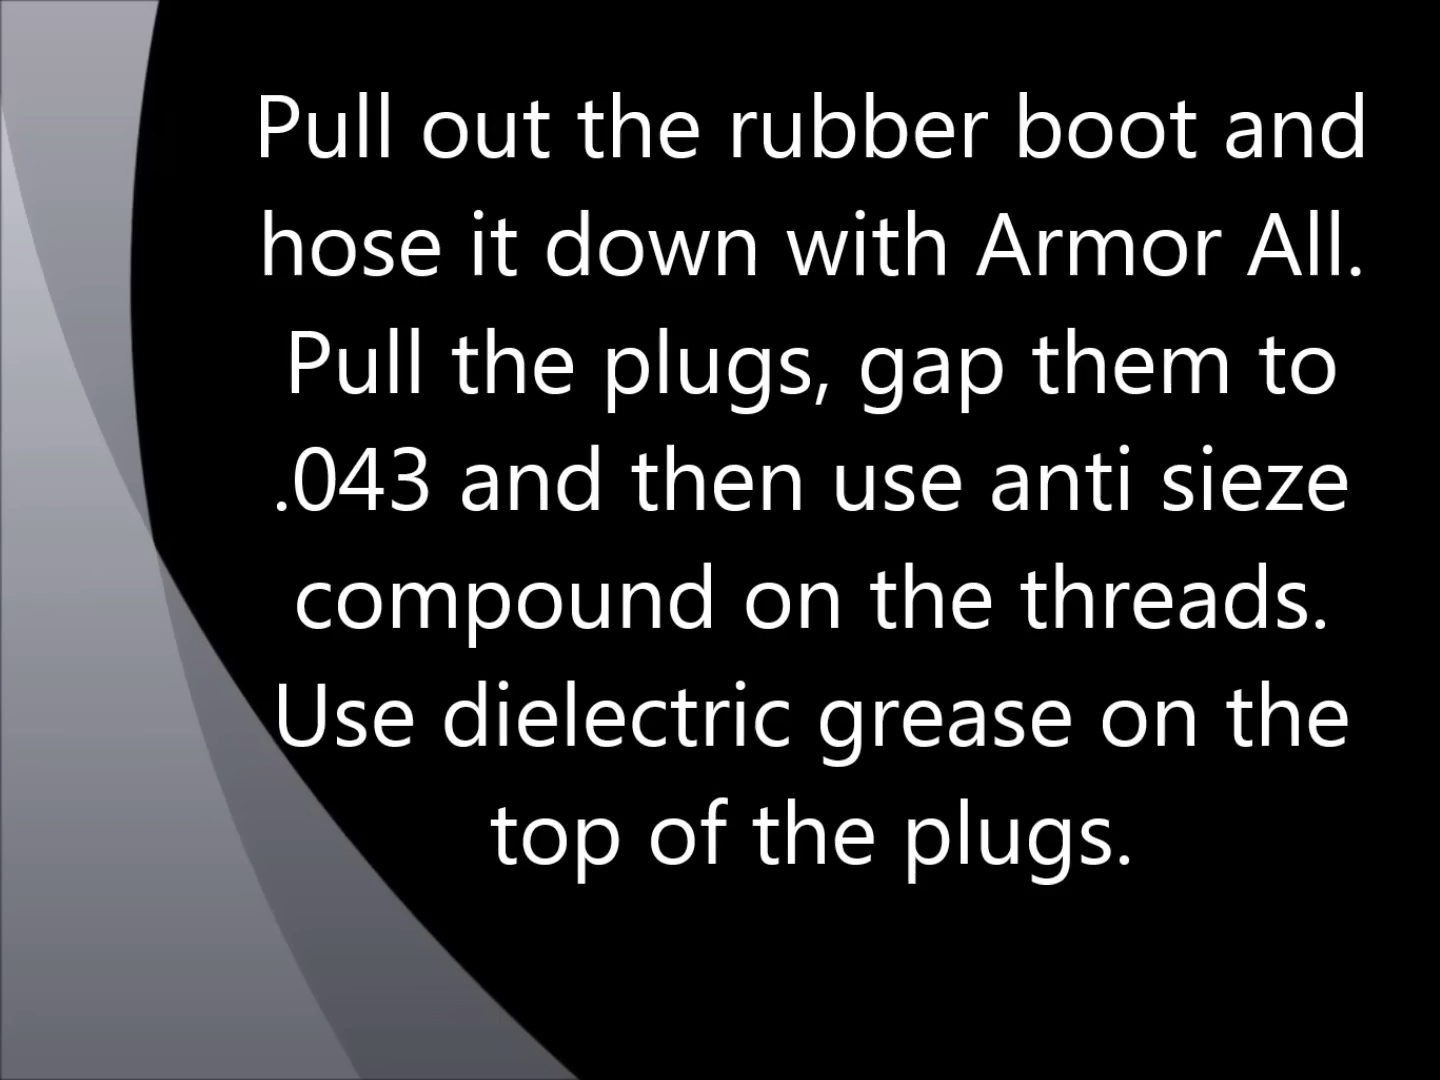 Pull out the rubber boot and
hose it down with Armor All.
Pull the plugs, gap them to
.043 and then use anti sieze
compound on the threads.
Use dielectric grease on the
top of the plugs.